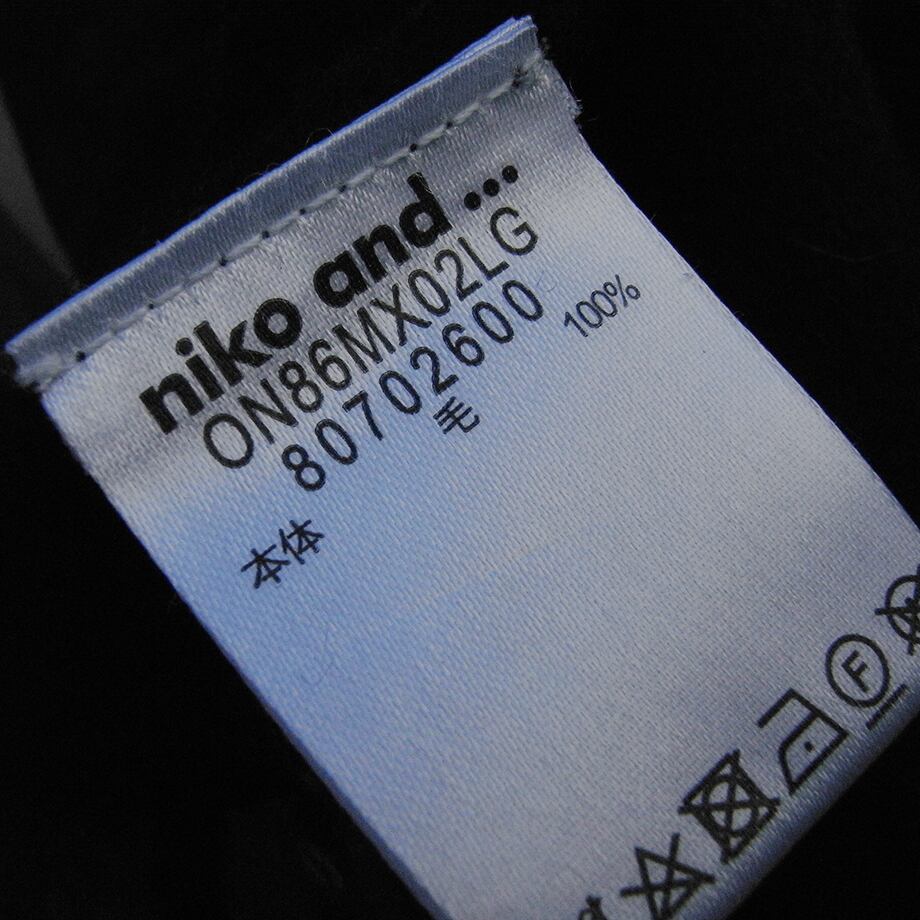 niko and ...
ON86MX02LG
80702600
本体 毛 100%
F